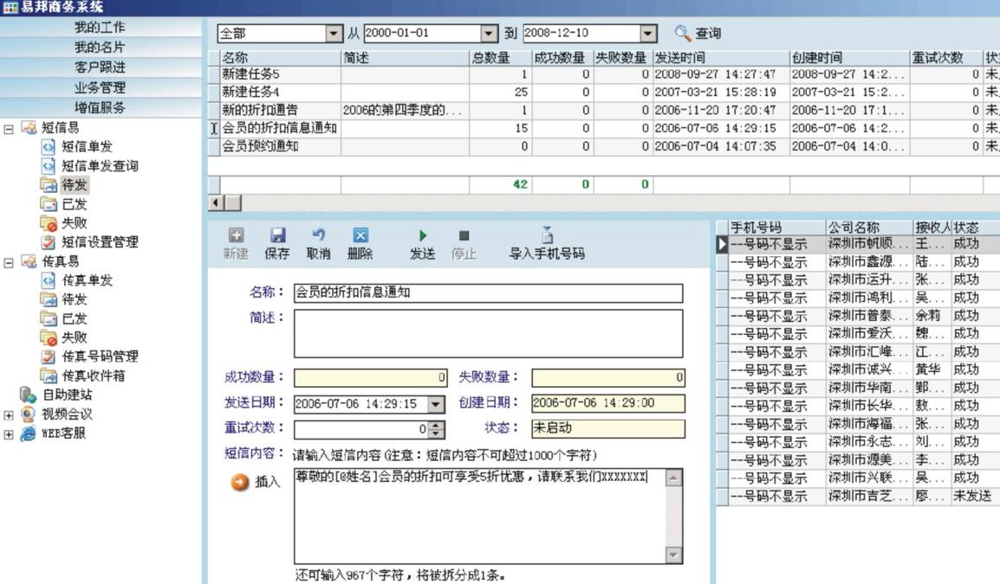 易邦商务系统
我的工作
我的名片
客户跟进
业务管理
增值服务
短信易
短信单发
短信单发查询
待发
已发
失败
短信设置管理
传真易
传真单发
待发
已发
失败
传真号码管理
传真收件箱
自助建站
视频会议
WEB客服
全部 从 2000-01-01 到 2008-12-10 查询
名称 简述 总数量 成功数量 失败数量 发送时间 创建时间 重试次数 状
新建任务5 1 0 0 2008-09-27 14:27:47 2008-09-27 14:2... 0 未
新建任务4 25 0 0 2007-03-21 15:28:19 2007-03-21 15:2... 0 未
新的折扣通告 2006的第四季度的... 1 0 0 2006-11-20 17:20:47 2006-11-20 17:1... 0 未
会员的折扣信息通知 15 0 0 2006-07-06 14:29:15 2006-07-06 14:2... 0 未
会员预约通知 0 0 0 2006-07-04 14:07:35 2006-07-04 14:0... 0 未
42 0 0
新建 保存 取消 删除 发送 停止 导入手机号码
名称： 会员的折扣信息通知
简述：
成功数量： 0 失败数量： 0
发送日期： 2006-07-06 14:29:15 创建日期： 2006-07-06 14:29:00
重试次数： 0 状态： 未启动
短信内容： 请输入短信内容(注意：短信内容不可超过1000个字符)
插入 尊敬的[@姓名]会员的折扣可享受5折优惠，请联系我们XXXXXXX
还可输入967个字符，将被拆分成1条。
手机号码 公司名称 接收人 状态
--号码不显示 深圳市帆顺... 王... 成功
--号码不显示 深圳市鑫源... 陆... 成功
--号码不显示 深圳市运升... 张... 成功
--号码不显示 深圳市鸿利... 吴... 成功
--号码不显示 深圳市普泰... 余莉 成功
--号码不显示 深圳市爱沃... 魏... 成功
--号码不显示 深圳市汇峰... 江... 成功
--号码不显示 深圳市诚兴... 黄华 成功
--号码不显示 深圳市华南... 郭... 成功
--号码不显示 深圳市长华... 敖... 成功
--号码不显示 深圳市海福... 张... 成功
--号码不显示 深圳市永志... 刘... 成功
--号码不显示 深圳市源美... 李... 成功
--号码不显示 深圳市兴联... 吴... 成功
--号码不显示 深圳市吉芝... 廖... 未发送